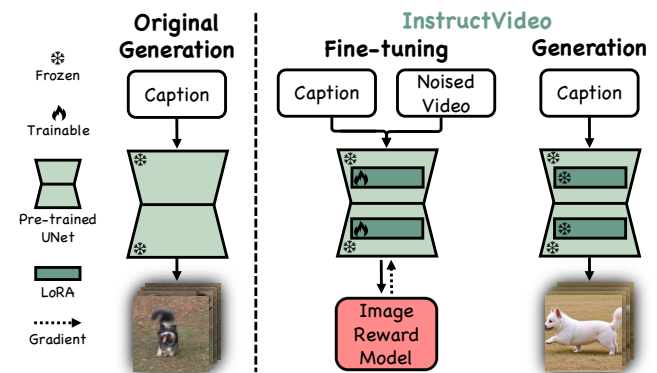 Original
Generation
InstructVideo
Fine-tuning
Generation
Frozen
Trainable
Pre-trained
UNet
LoRA
Gradient
Caption
Caption
Noised
Video
Caption
Image
Reward
Model